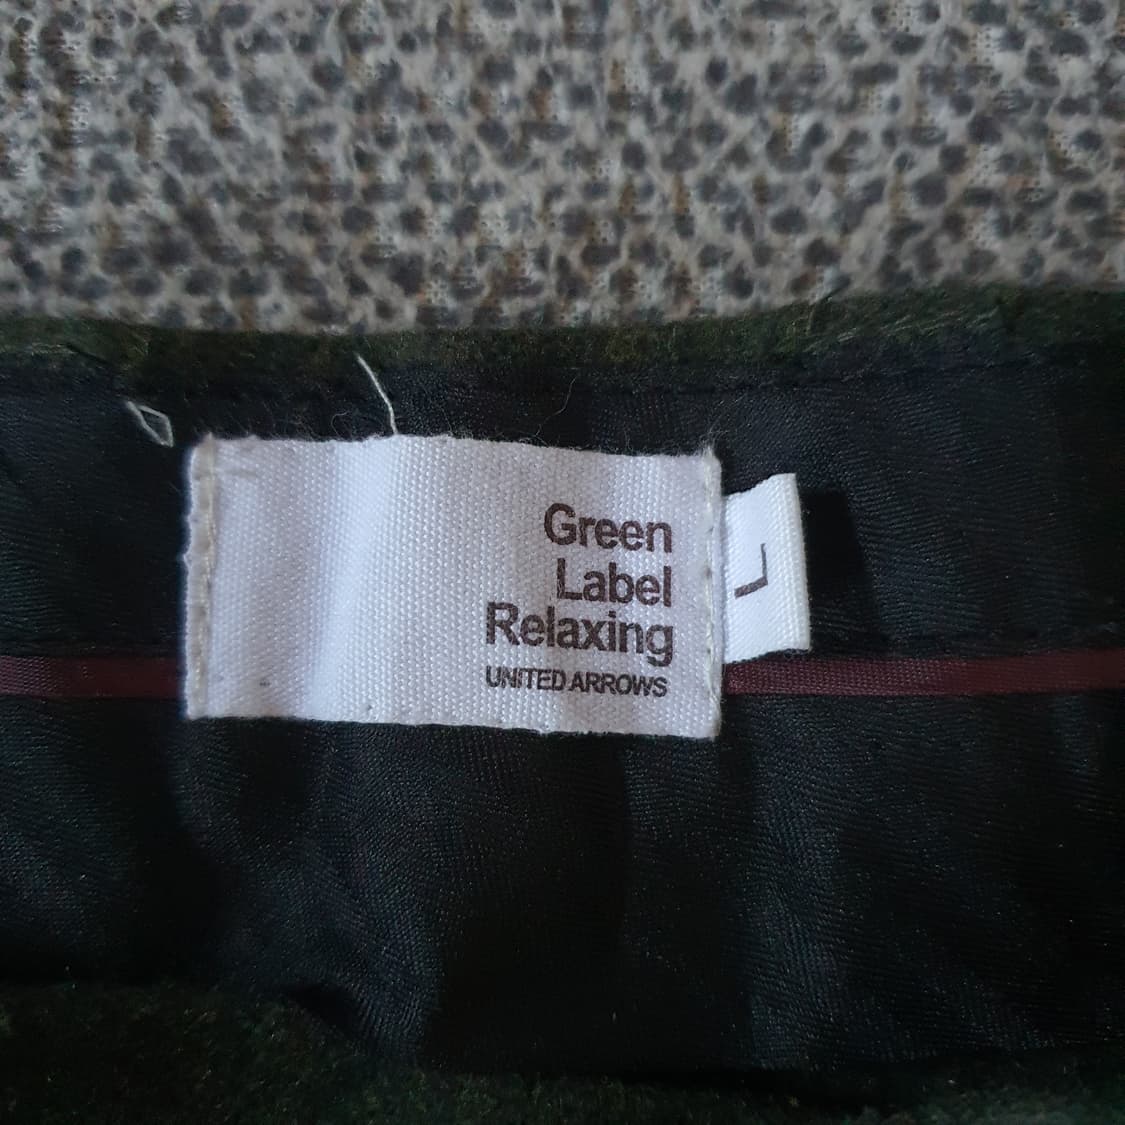 Green
Label
Relaxing
UNITED ARROWS
L